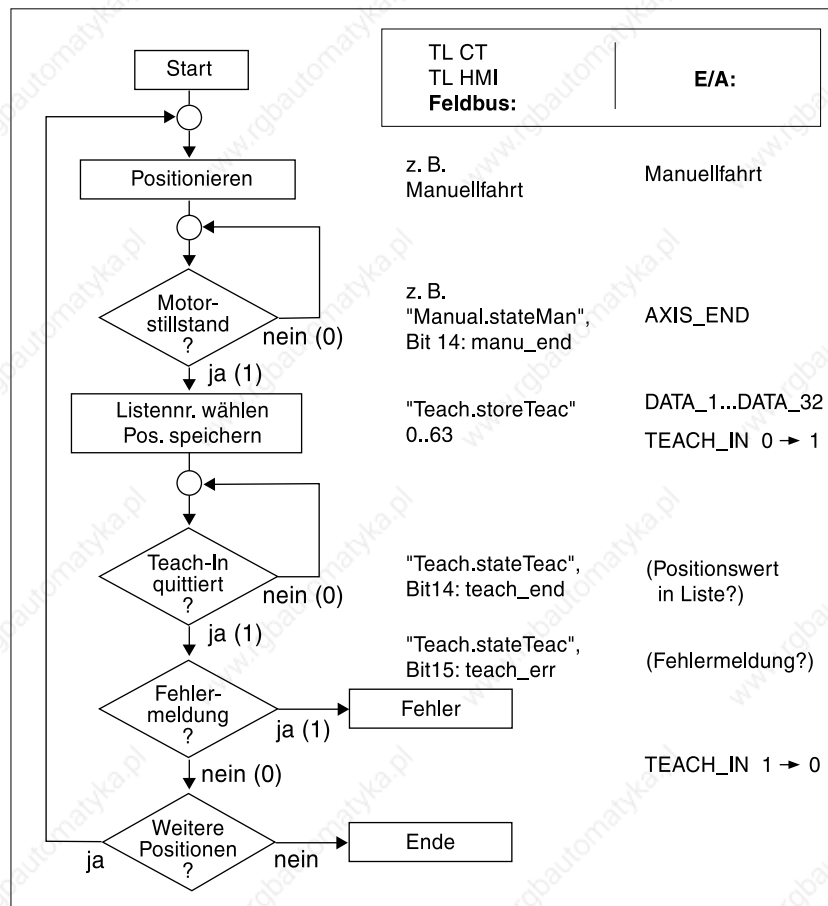 Start
TL CT
TL HMI
Feldbus:
E/A:
Positionieren
z. B.
Manuellfahrt
Manuellfahrt
Motor-
stillstand
?
nein (0)
ja (1)
z. B.
"Manual.stateMan",
Bit 14: manu_end
AXIS_END
Listennr. wählen
Pos. speichern
"Teach.storeTeac"
0..63
DATA_1...DATA_32
TEACH_IN 0 → 1
Teach-In
quittiert
?
nein (0)
ja (1)
"Teach.stateTeac",
Bit14: teach_end
(Positionswert
in Liste?)
Fehler-
meldung
?
ja (1)
nein (0)
"Teach.stateTeac",
Bit15: teach_err
(Fehlermeldung?)
Fehler
TEACH_IN 1 → 0
Weitere
Positionen
?
ja
nein
Ende
www.rgbautomatyka.pl